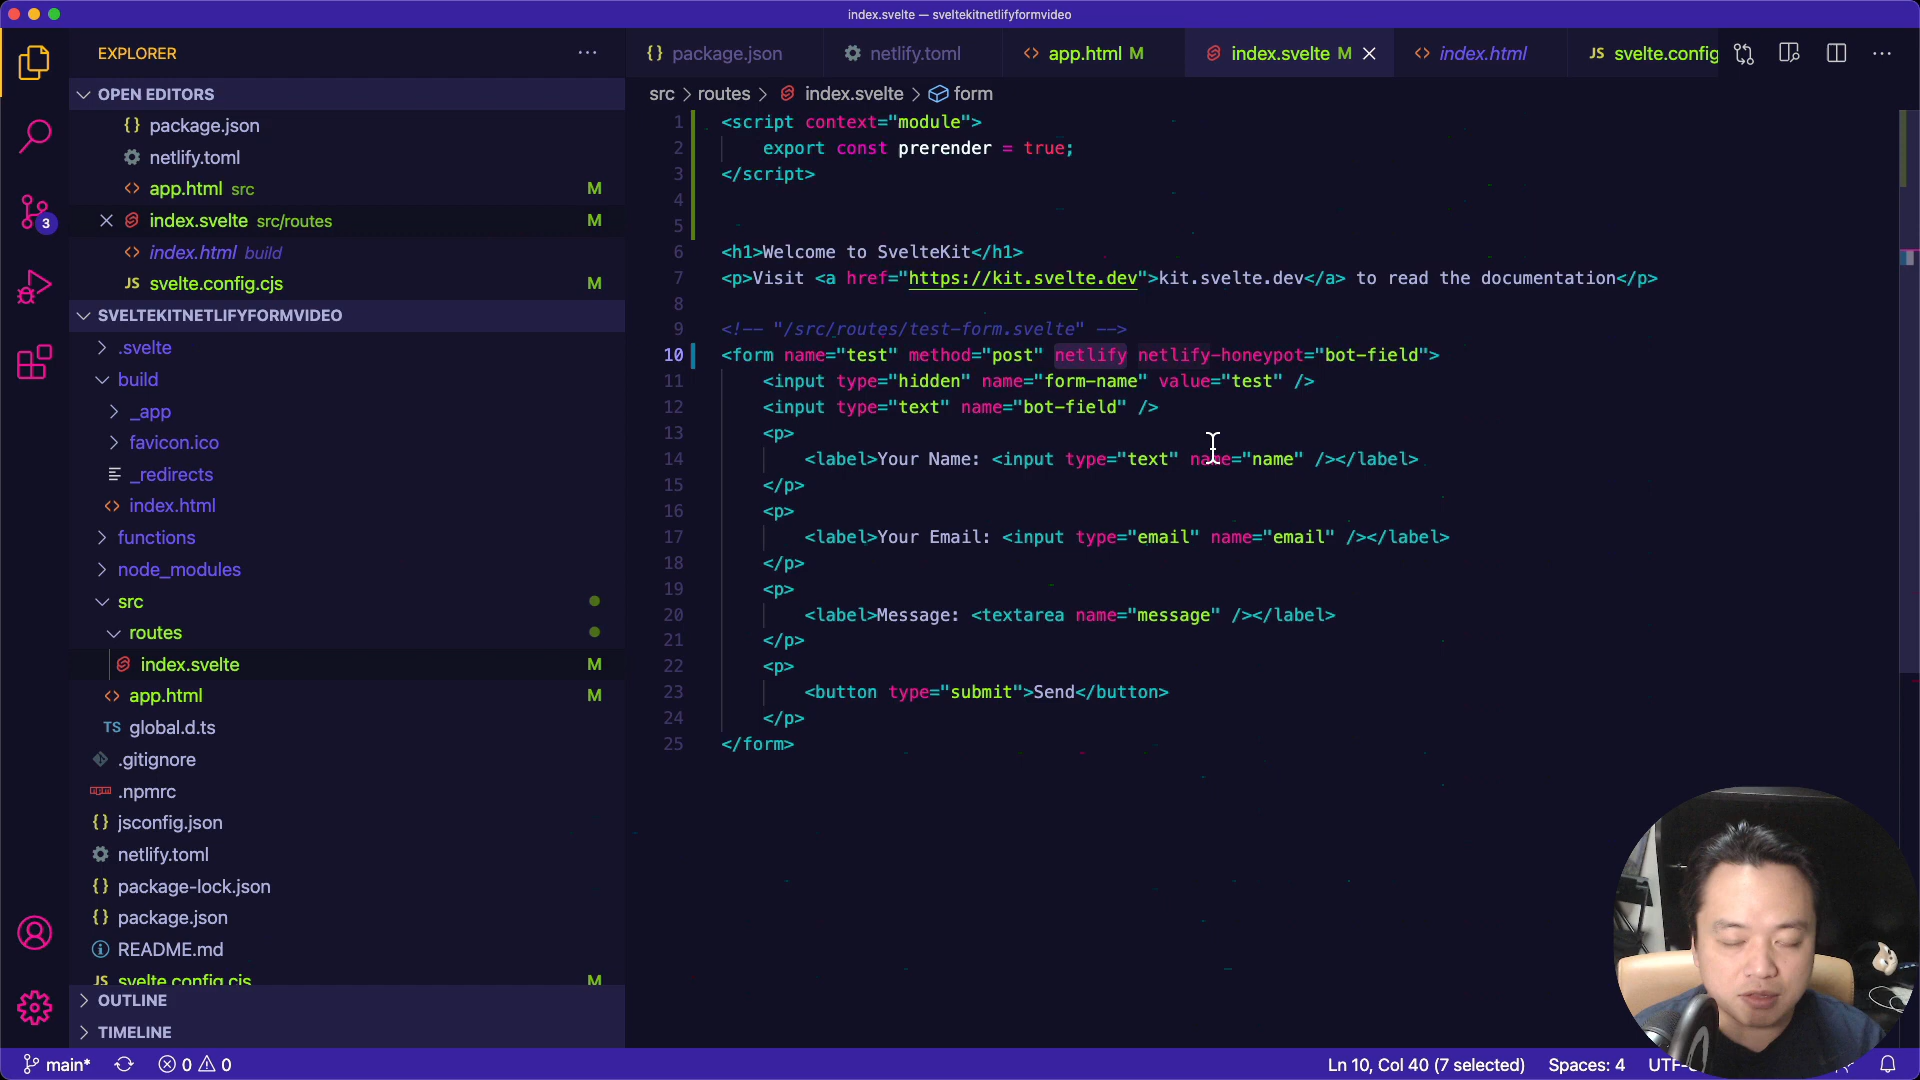 index.svelte — sveltekitnetlifyformvideo
EXPLORER
OPEN EDITORS
package.json
netlify.toml
app.html src M
index.svelte src/routes M
index.html build
svelte.config.cjs M
SVELTEKITNETLIFYFORMVIDEO
.svelte
build
_app
favicon.ico
_redirects
index.html
functions
node_modules
src
routes
index.svelte M
app.html M
TS global.d.ts
.gitignore
.npmrc
jsconfig.json
netlify.toml
package-lock.json
package.json
README.md
JS svelte.config.cjs M
OUTLINE
TIMELINE
3
package.json
netlify.toml
app.html M
index.svelte M
index.html
JS svelte.config
src > routes > index.svelte > form
1 <script context="module">
2 export const prerender = true;
3 </script>
4
5
6 <h1>Welcome to SvelteKit</h1>
7 <p>Visit <a href="https://kit.svelte.dev">kit.svelte.dev</a> to read the documentation</p>
8
9 <!-- "/src/routes/test-form.svelte" -->
10 <form name="test" method="post" netlify netlify-honeypot="bot-field">
11 <input type="hidden" name="form-name" value="test" />
12 <input type="text" name="bot-field" />
13 <p>
14 <label>Your Name: <input type="text" name="name" /></label>
15 </p>
16 <p>
17 <label>Your Email: <input type="email" name="email" /></label>
18 </p>
19 <p>
20 <label>Message: <textarea name="message" /></label>
21 </p>
22 <p>
23 <button type="submit">Send</button>
24 </p>
25 </form>
main* 0 0
Ln 10, Col 40 (7 selected) Spaces: 4